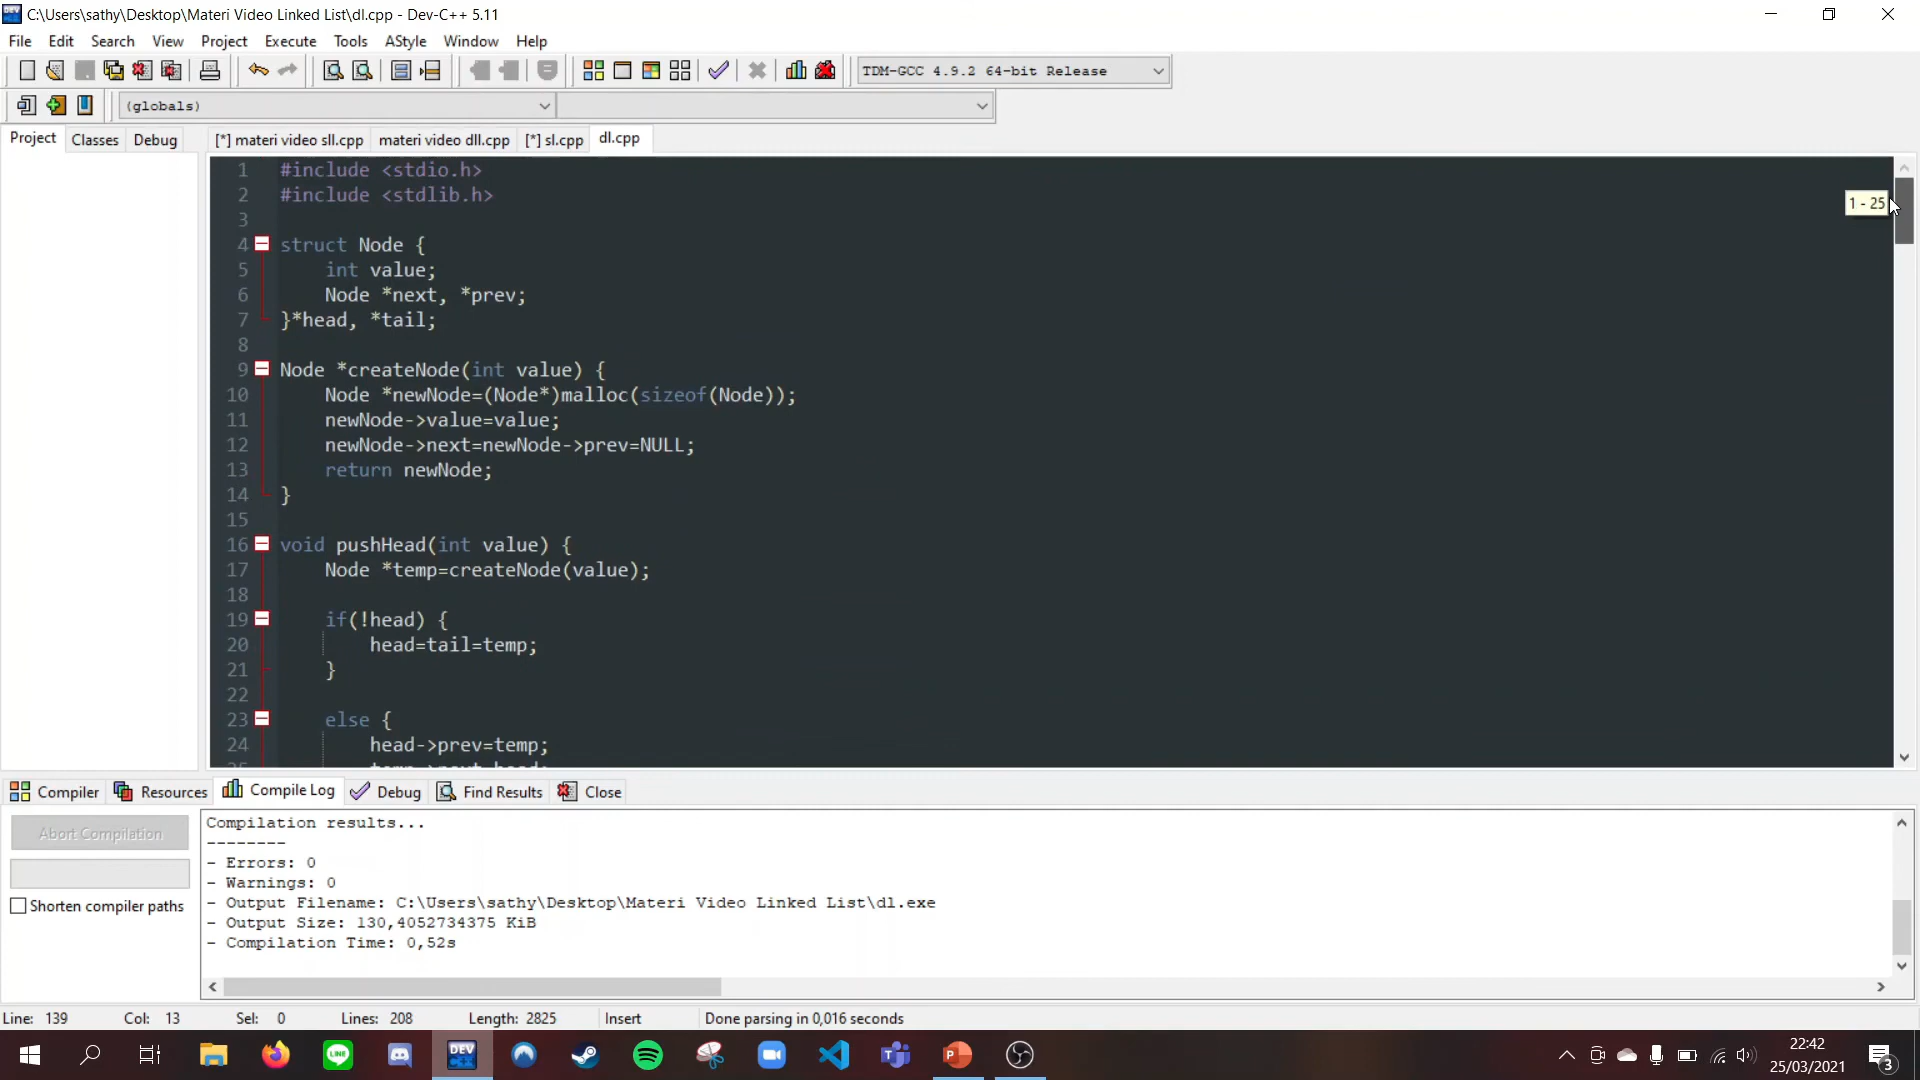 C:\Users\sathy\Desktop\Materi Video Linked List\dl.cpp - Dev-C++ 5.11
File Edit Search View Project Execute Tools AStyle Window Help
TDM-GCC 4.9.2 64-bit Release
(globals)
Project Classes Debug [*] materi video sll.cpp materi video dll.cpp [*] sl.cpp dl.cpp
1 #include <stdio.h>
2 #include <stdlib.h>
1 - 25
3
4 struct Node {
5 int value;
6 Node *next, *prev;
7 }*head, *tail;
8
9 Node *createNode(int value) {
10 Node *newNode=(Node*)malloc(sizeof(Node));
11 newNode->value=value;
12 newNode->next=newNode->prev=NULL;
13 return newNode;
14 }
15
16 void pushHead(int value) {
17 Node *temp=createNode(value);
18
19 if(!head) {
20 head=tail=temp;
21 }
22
23 else {
24 head->prev=temp;
Compiler Resources Compile Log Debug Find Results Close
Abort Compilation
Shorten compiler paths
Compilation results...
--------
- Errors: 0
- Warnings: 0
- Output Filename: C:\Users\sathy\Desktop\Materi Video Linked List\dl.exe
- Output Size: 130,4052734375 KiB
- Compilation Time: 0,52s
Line: 139 Col: 13 Sel: 0 Lines: 208 Length: 2825 Insert Done parsing in 0,016 seconds
DEV
LINE
22:42
25/03/2021
3